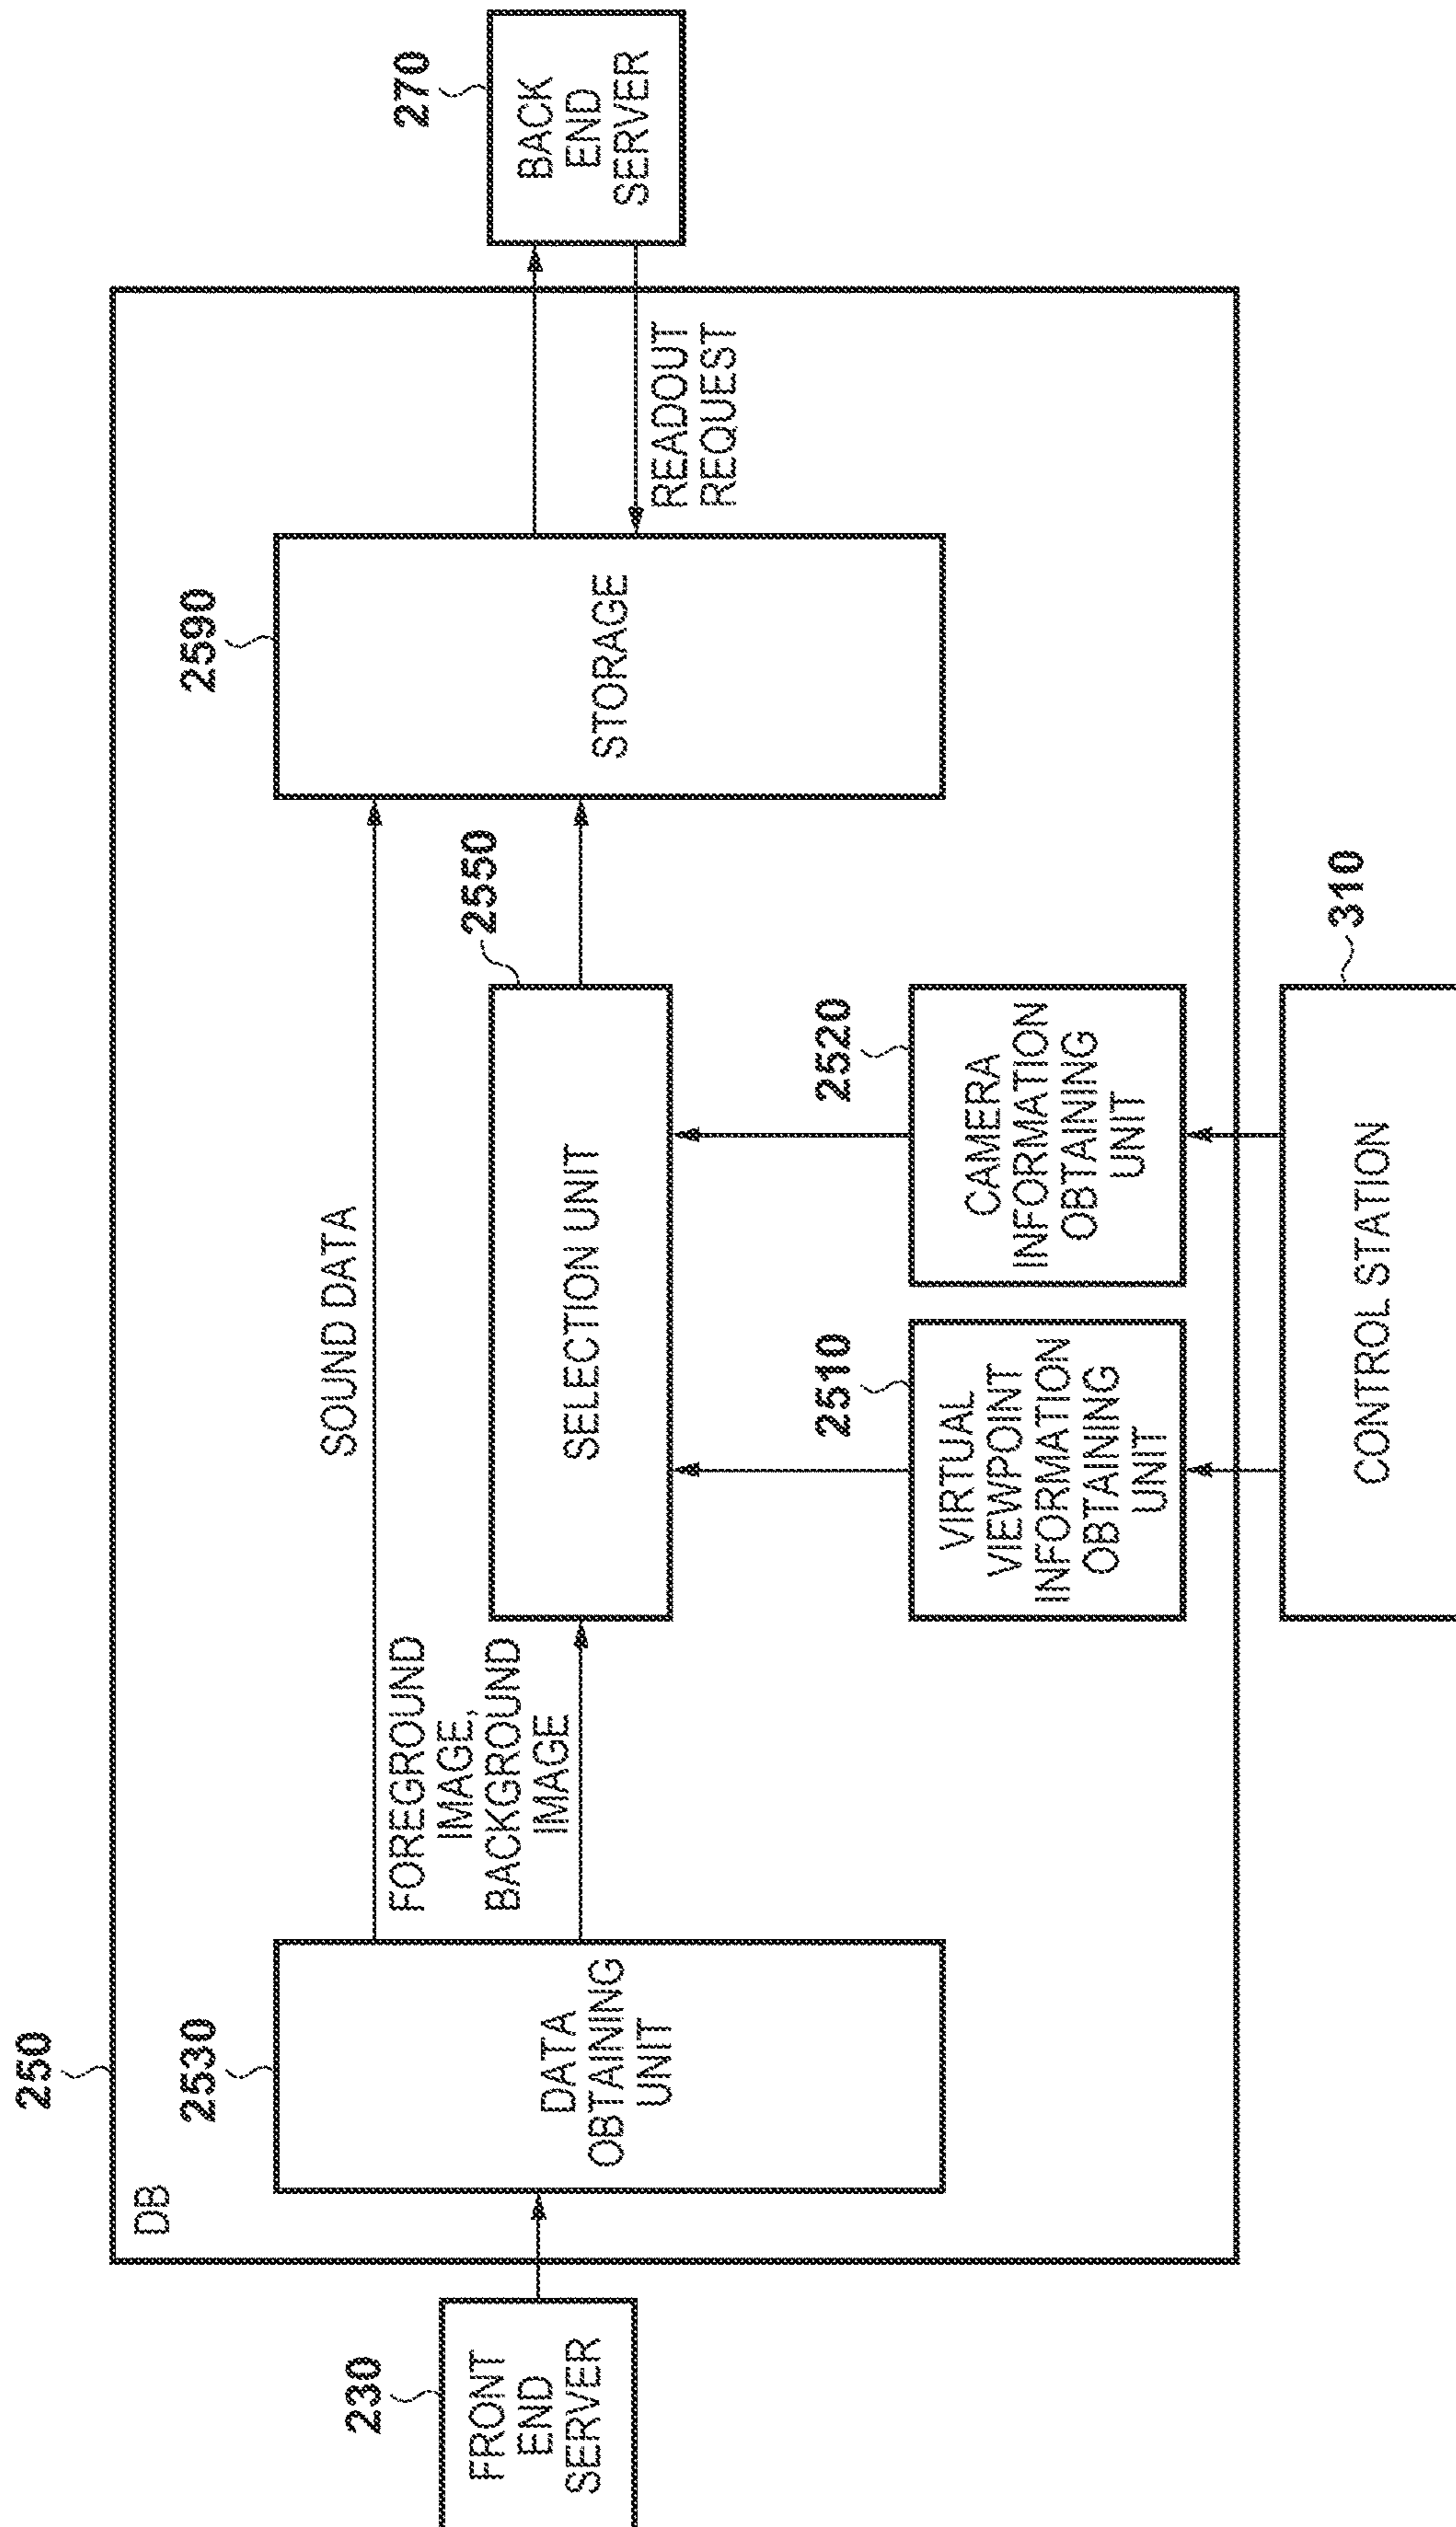 250
DB
230
FRONT
END
SERVER
2530
DATA
OBTAINING
UNIT
SOUND DATA
FOREGROUND
IMAGE,
BACKGROUND
IMAGE
2550
SELECTION UNIT
2510
VIRTUAL
VIEWPOINT
INFORMATION
OBTAINING
UNIT
2520
CAMERA
INFORMATION
OBTAINING
UNIT
310
CONTROL STATION
2590
STORAGE
READOUT
REQUEST
270
BACK
END
SERVER